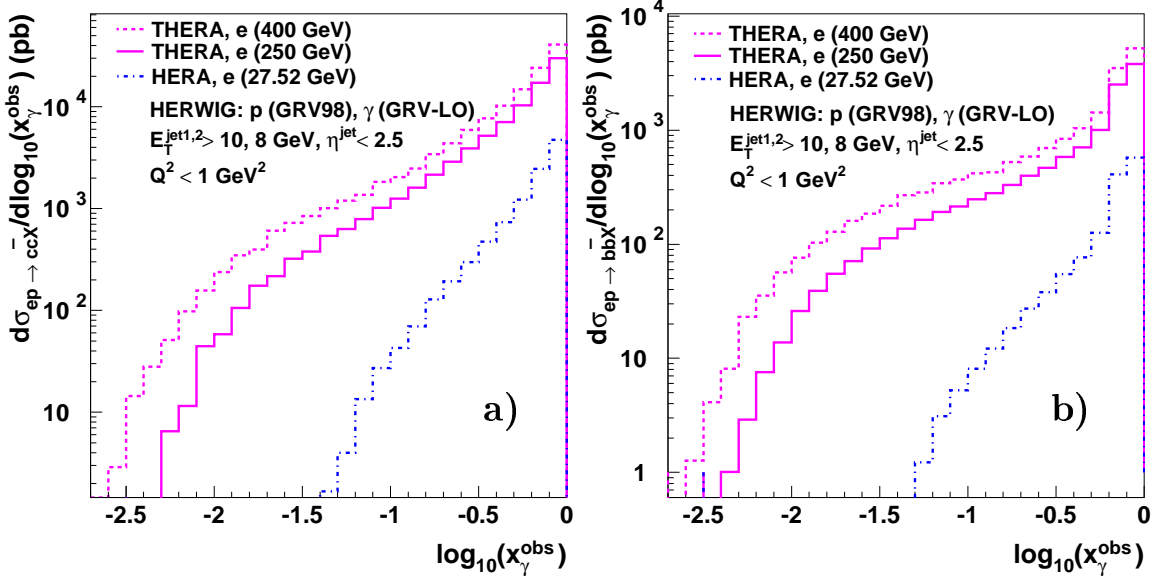 THERA, e (400 GeV)
THERA, e (250 GeV)
HERA, e (27.52 GeV)
HERWIG: p (GRV98), γ (GRV-LO)
E_T^jet1,2 > 10, 8 GeV, η^jet < 2.5
Q^2 < 1 GeV^2
dσ_ep → cc̄X/dlog_10(x_γ^obs) (pb)
10^4
10^3
10^2
10
a)
-2.5 -2 -1.5 -1 -0.5 0
log_10(x_γ^obs)
THERA, e (400 GeV)
THERA, e (250 GeV)
HERA, e (27.52 GeV)
HERWIG: p (GRV98), γ (GRV-LO)
E_T^jet1,2 > 10, 8 GeV, η^jet < 2.5
Q^2 < 1 GeV^2
dσ_ep → bb̄X/dlog_10(x_γ^obs) (pb)
10^4
10^3
10^2
10
1
b)
-2.5 -2 -1.5 -1 -0.5 0
log_10(x_γ^obs)